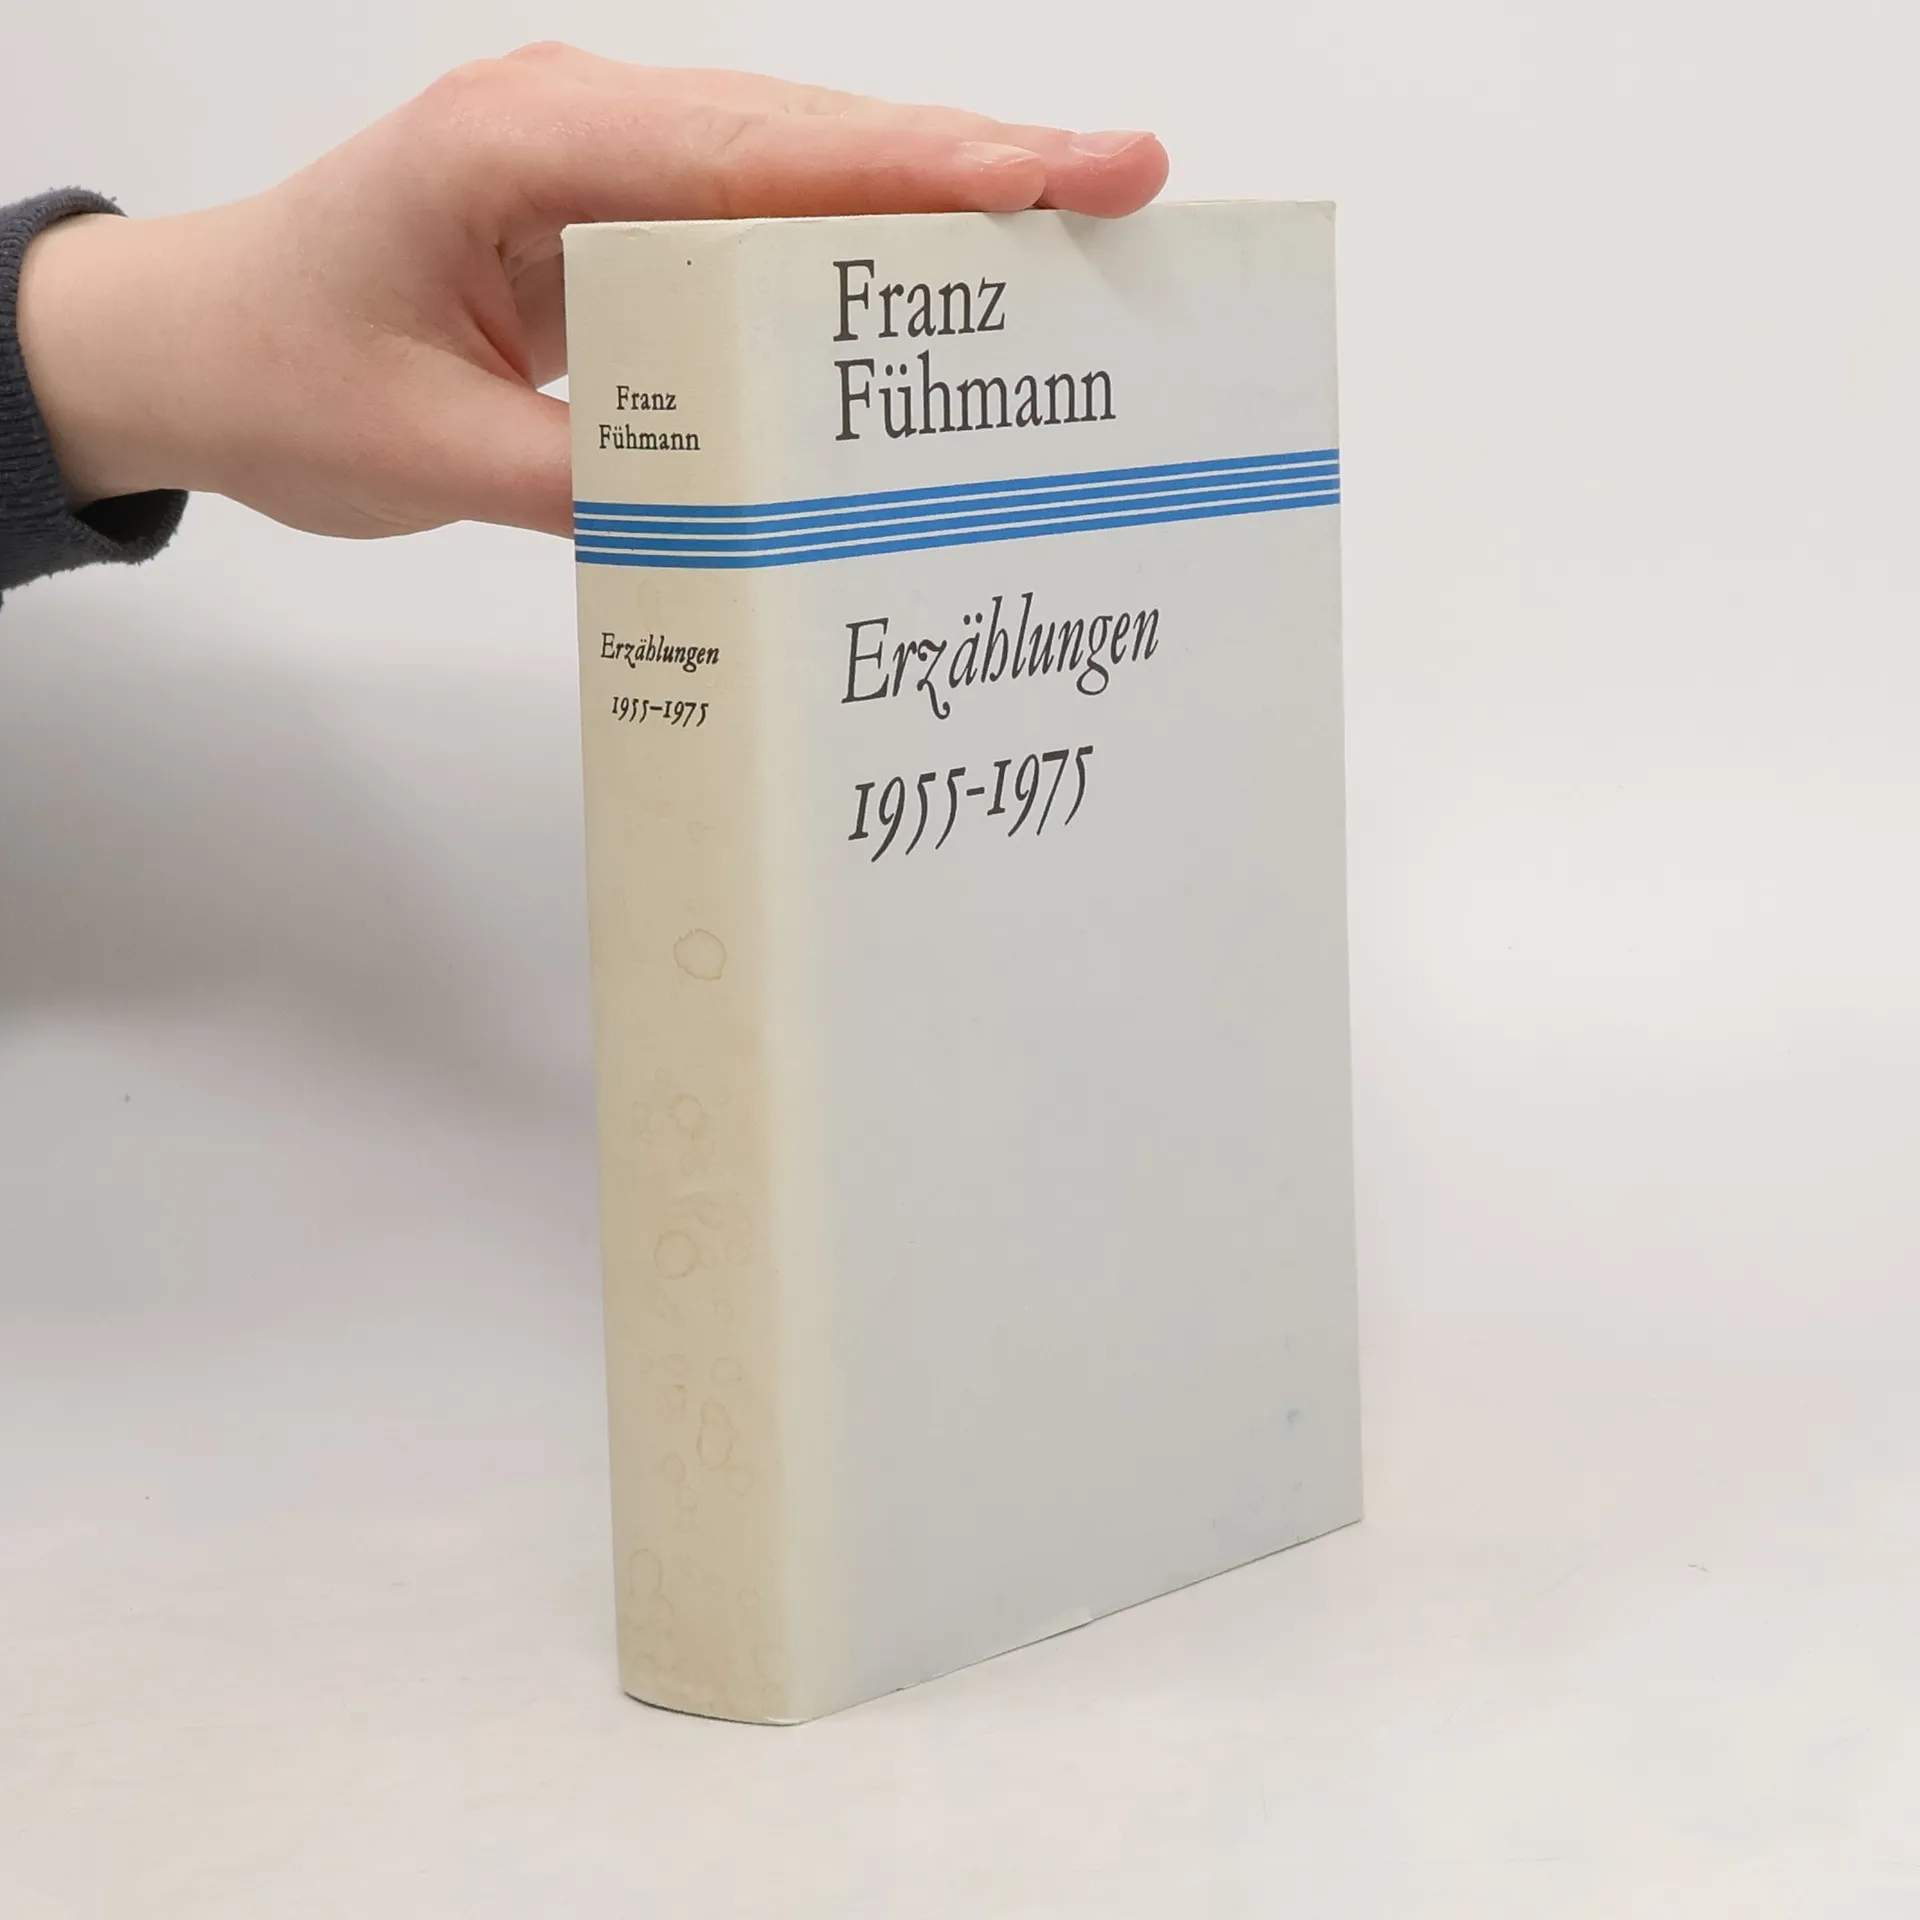 Franz
Fühmann
Erzählungen
1955–1975
Franz
Fühmann
Erzählungen
1955-1975